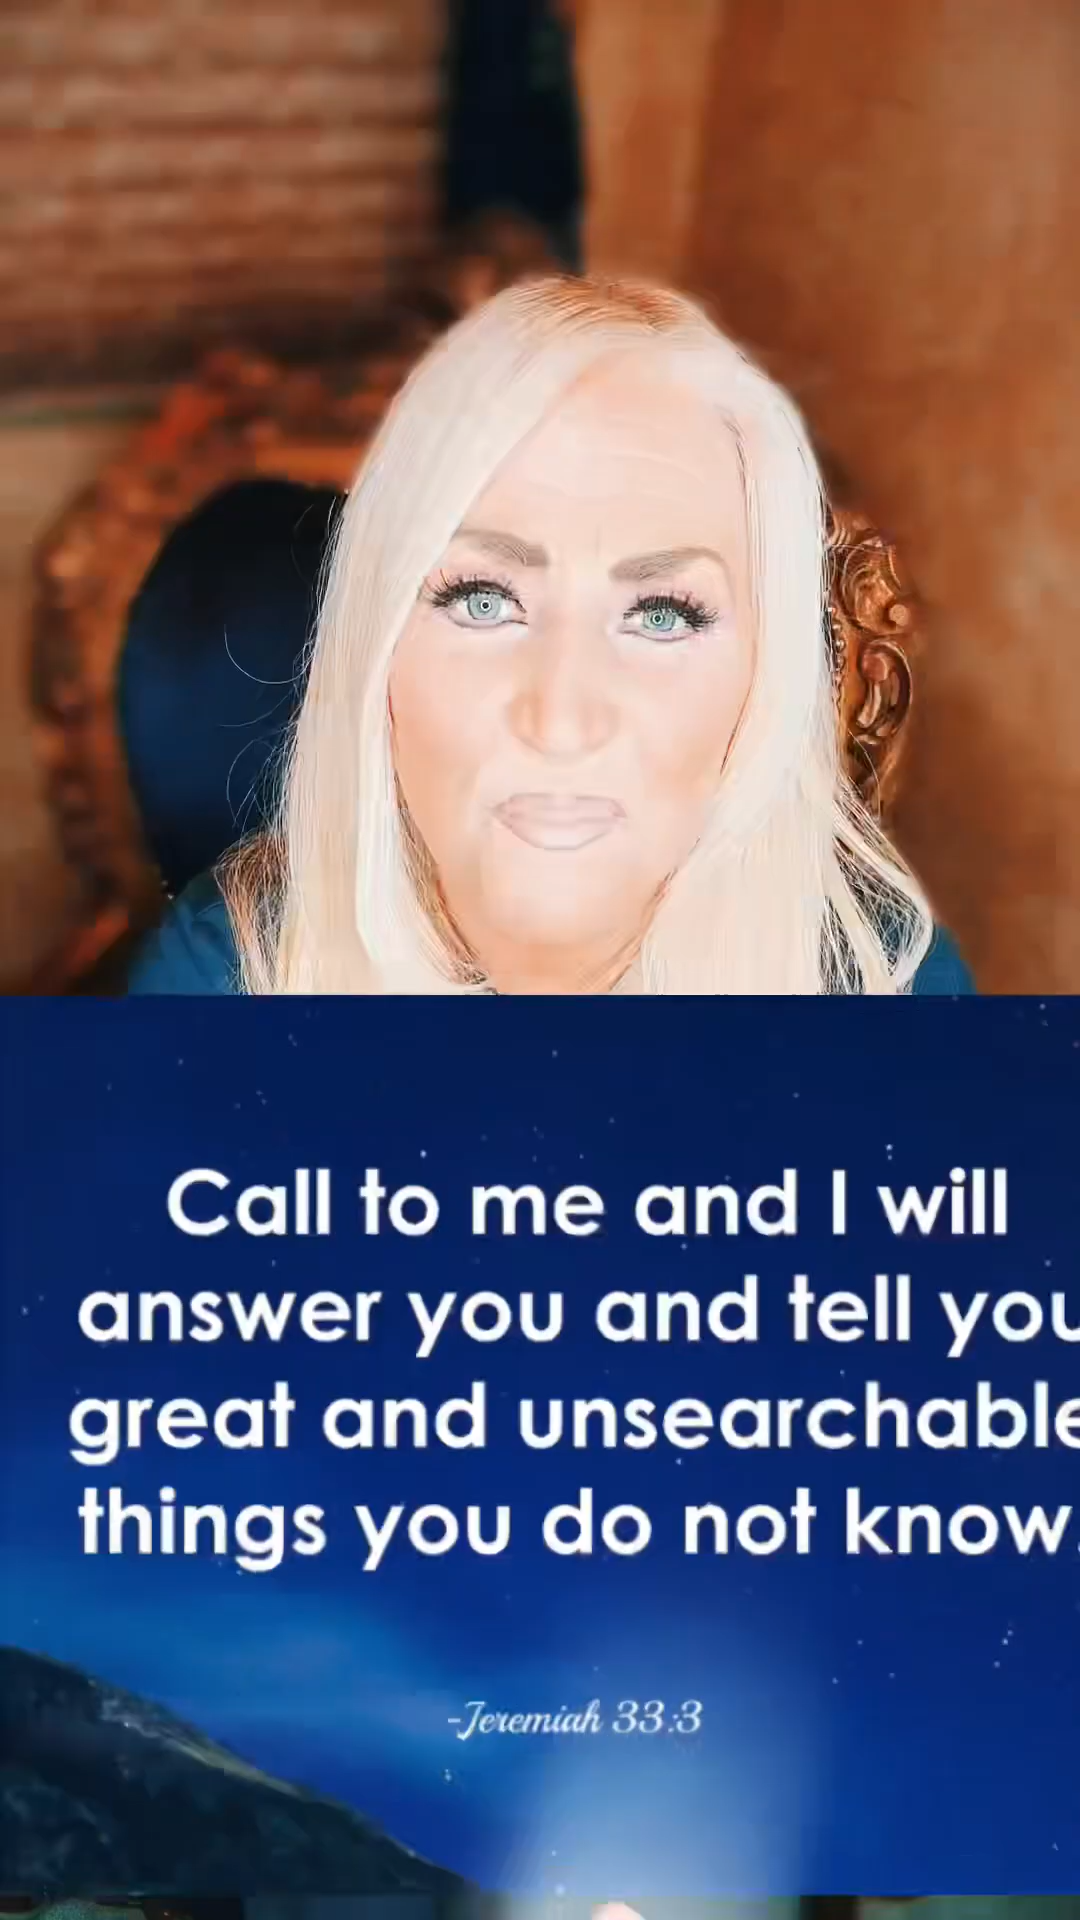 Call to me and I will
answer you and tell you
great and unsearchable
things you do not know.
-Jeremiah 33:3